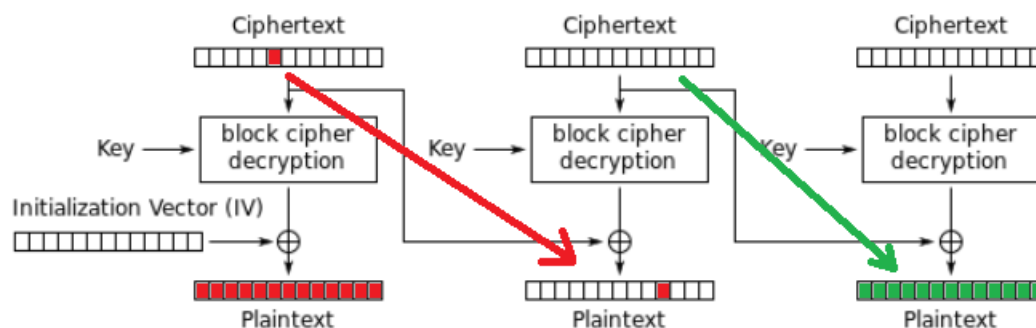 Ciphertext Ciphertext Ciphertext
Key block cipher decryption Key block cipher decryption Key block cipher decryption
Initialization Vector (IV)
Plaintext Plaintext Plaintext